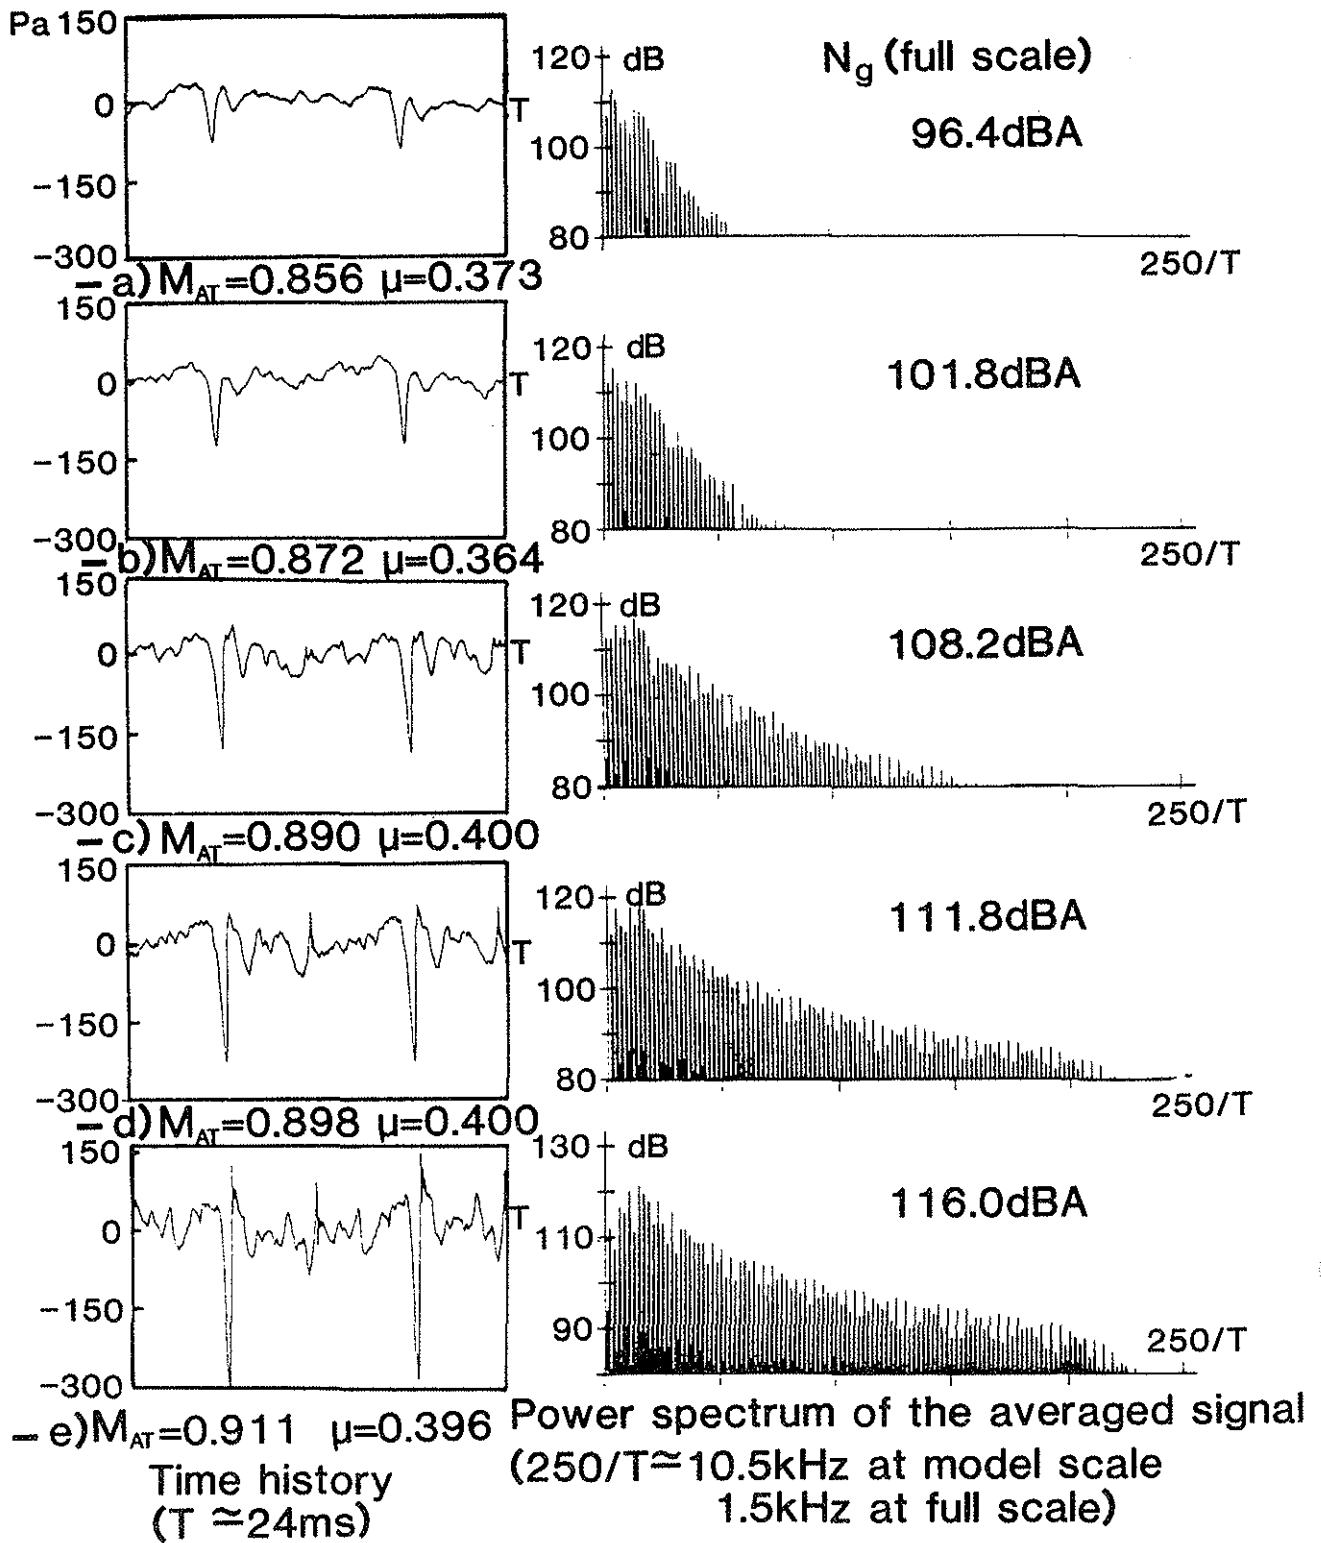 Pa 150
0
−150
−300
T
120 dB
100
80
N_g (full scale)
96.4dBA
250/T
– a) M_AT=0.856 μ=0.373
150
0
−150
−300
T
120 dB
100
80
101.8dBA
250/T
– b) M_AT=0.872 μ=0.364
150
0
−150
−300
T
120 dB
100
80
108.2dBA
250/T
– c) M_AT=0.890 μ=0.400
150
0
−150
−300
T
120 dB
100
80
111.8dBA
250/T
– d) M_AT=0.898 μ=0.400
150
0
−150
−300
T
130 dB
110
90
116.0dBA
250/T
– e) M_AT=0.911 μ=0.396
Time history
(T ≃24ms)
Power spectrum of the averaged signal
(250/T≃10.5kHz at model scale
1.5kHz at full scale)